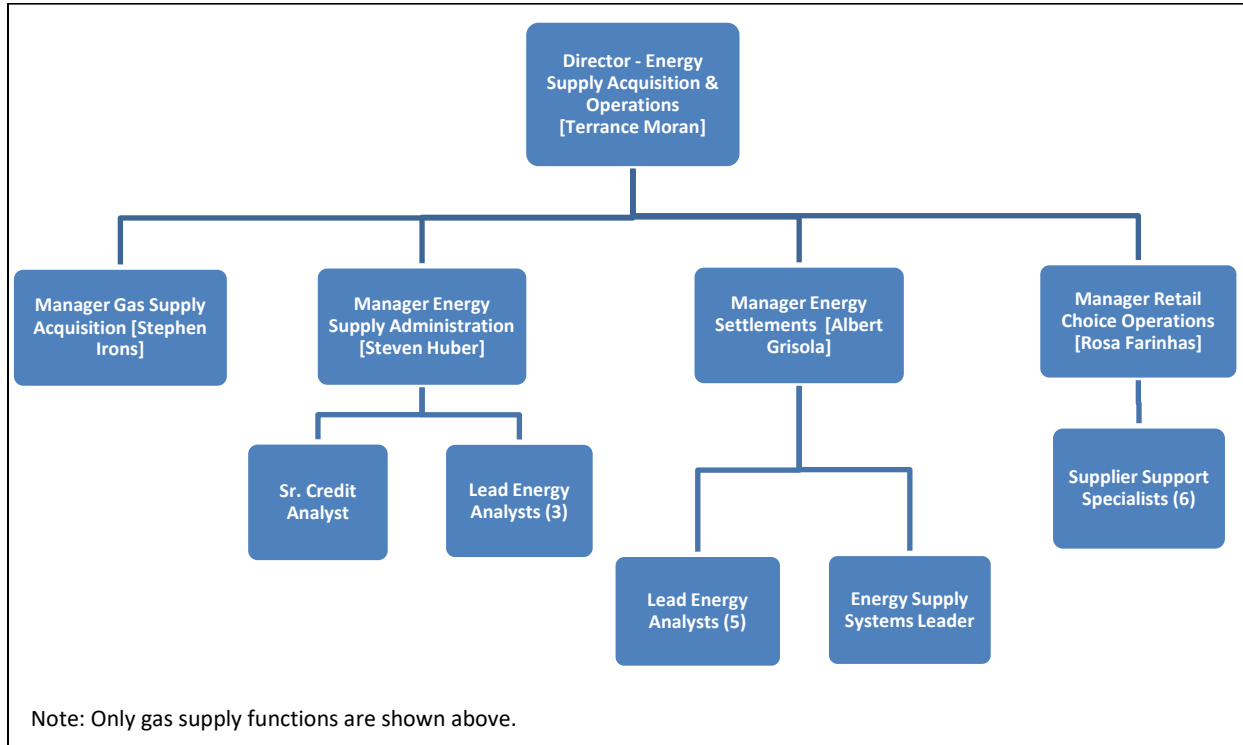 Director - Energy
Supply Acquisition &
Operations
[Terrance Moran]
Manager Gas Supply
Acquisition [Stephen
Irons]
Manager Energy
Supply Administration
[Steven Huber]
Manager Energy
Settlements [Albert
Grisola]
Manager Retail
Choice Operations
[Rosa Farinhas]
Sr. Credit
Analyst
Lead Energy
Analysts (3)
Lead Energy
Analysts (5)
Energy Supply
Systems Leader
Supplier Support
Specialists (6)
Note: Only gas supply functions are shown above.